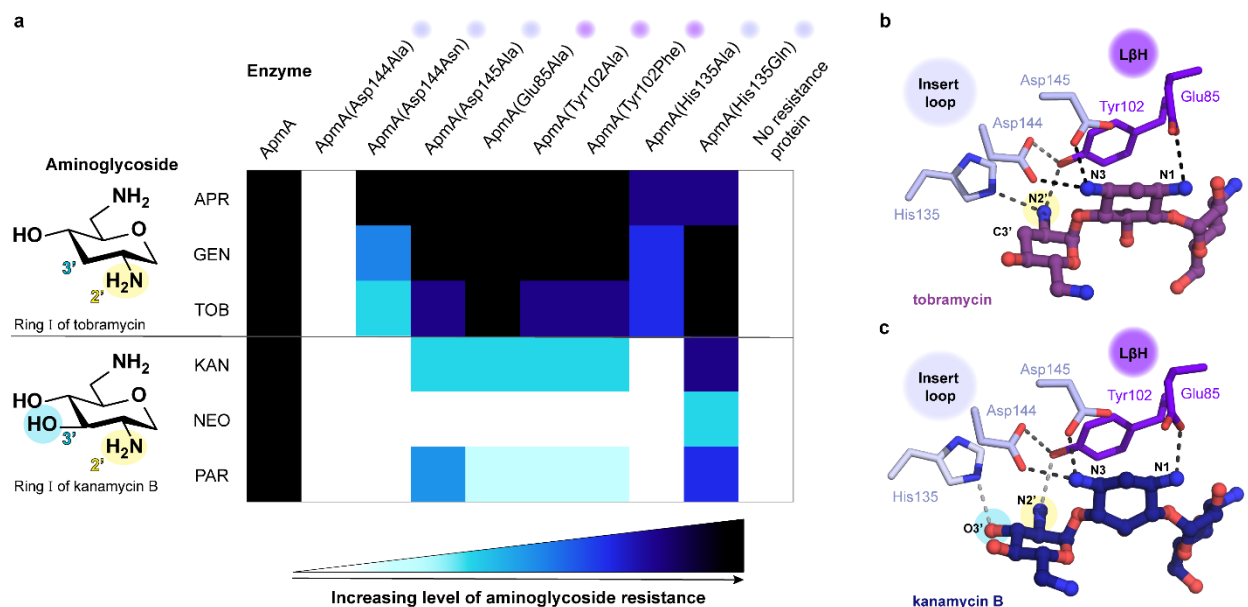 a
Enzyme
ApmA
ApmA(Asp144Ala)
ApmA(Asp144Asn)
ApmA(Asp145Ala)
ApmA(Glu85Ala)
ApmA(Tyr102Ala)
ApmA(Tyr102Phe)
ApmA(His135Ala)
ApmA(His135Gln)
No resistance
protein
Aminoglycoside
NH₂
O
HO
3'
H₂N
2'
Ring I of tobramycin
APR
GEN
TOB
NH₂
HO
O
HO
3'
H₂N
2'
Ring I of kanamycin B
KAN
NEO
PAR
Increasing level of aminoglycoside resistance
b
LβH
Insert
loop
Asp145
Tyr102
Glu85
Asp144
N3
N1
His135
N2'
C3'
tobramycin
c
LβH
Insert
loop
Asp145
Tyr102
Glu85
Asp144
N3
N1
His135
N2'
O3'
kanamycin B